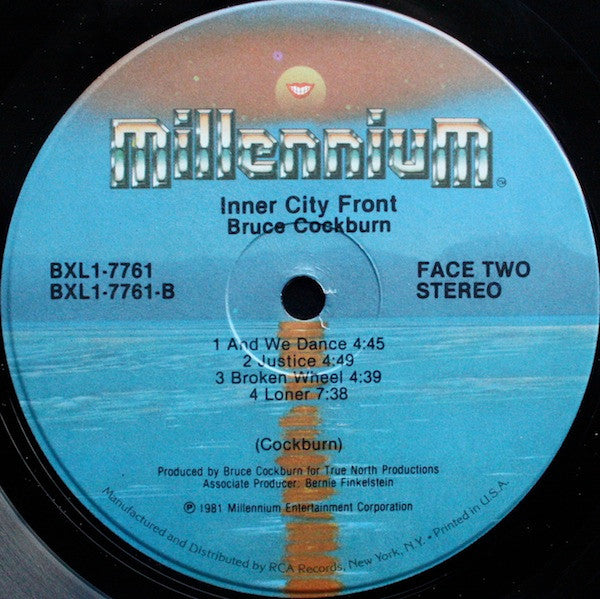 MillenniuM™
Inner City Front
Bruce Cockburn
BXL1-7761
BXL1-7761-B
FACE TWO
STEREO
1 And We Dance 4:45
2 Justice 4:49
3 Broken Wheel 4:39
4 Loner 7:38
(Cockburn)
Produced by Bruce Cockburn for True North Productions
Associate Producer: Bernie Finkelstein
℗ 1981 Millennium Entertainment Corporation
Manufactured and Distributed by RCA Records, New York, N.Y. • Printed in U.S.A.